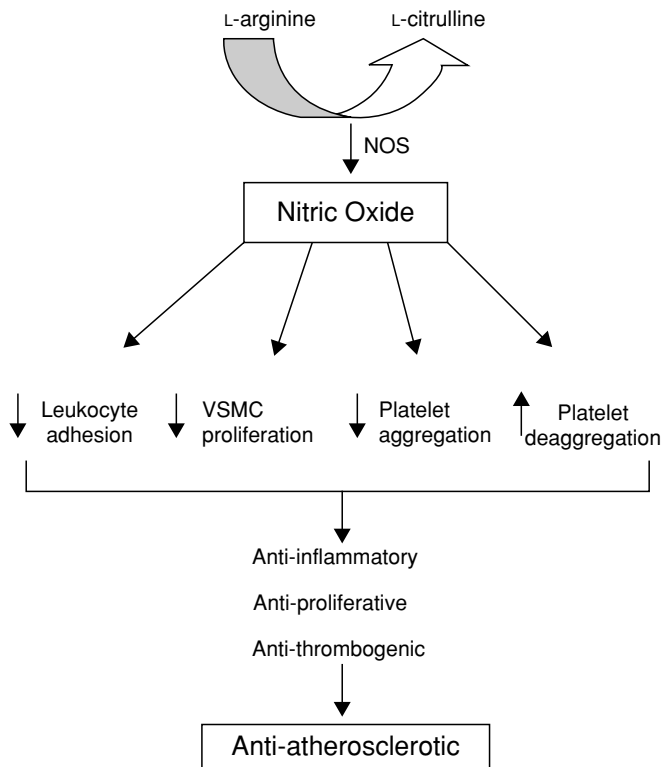 L-arginine
L-citrulline
NOS
Nitric Oxide
Leukocyte
adhesion
VSMC
proliferation
Platelet
aggregation
Platelet
deaggregation
Anti-inflammatory
Anti-proliferative
Anti-thrombogenic
Anti-atherosclerotic